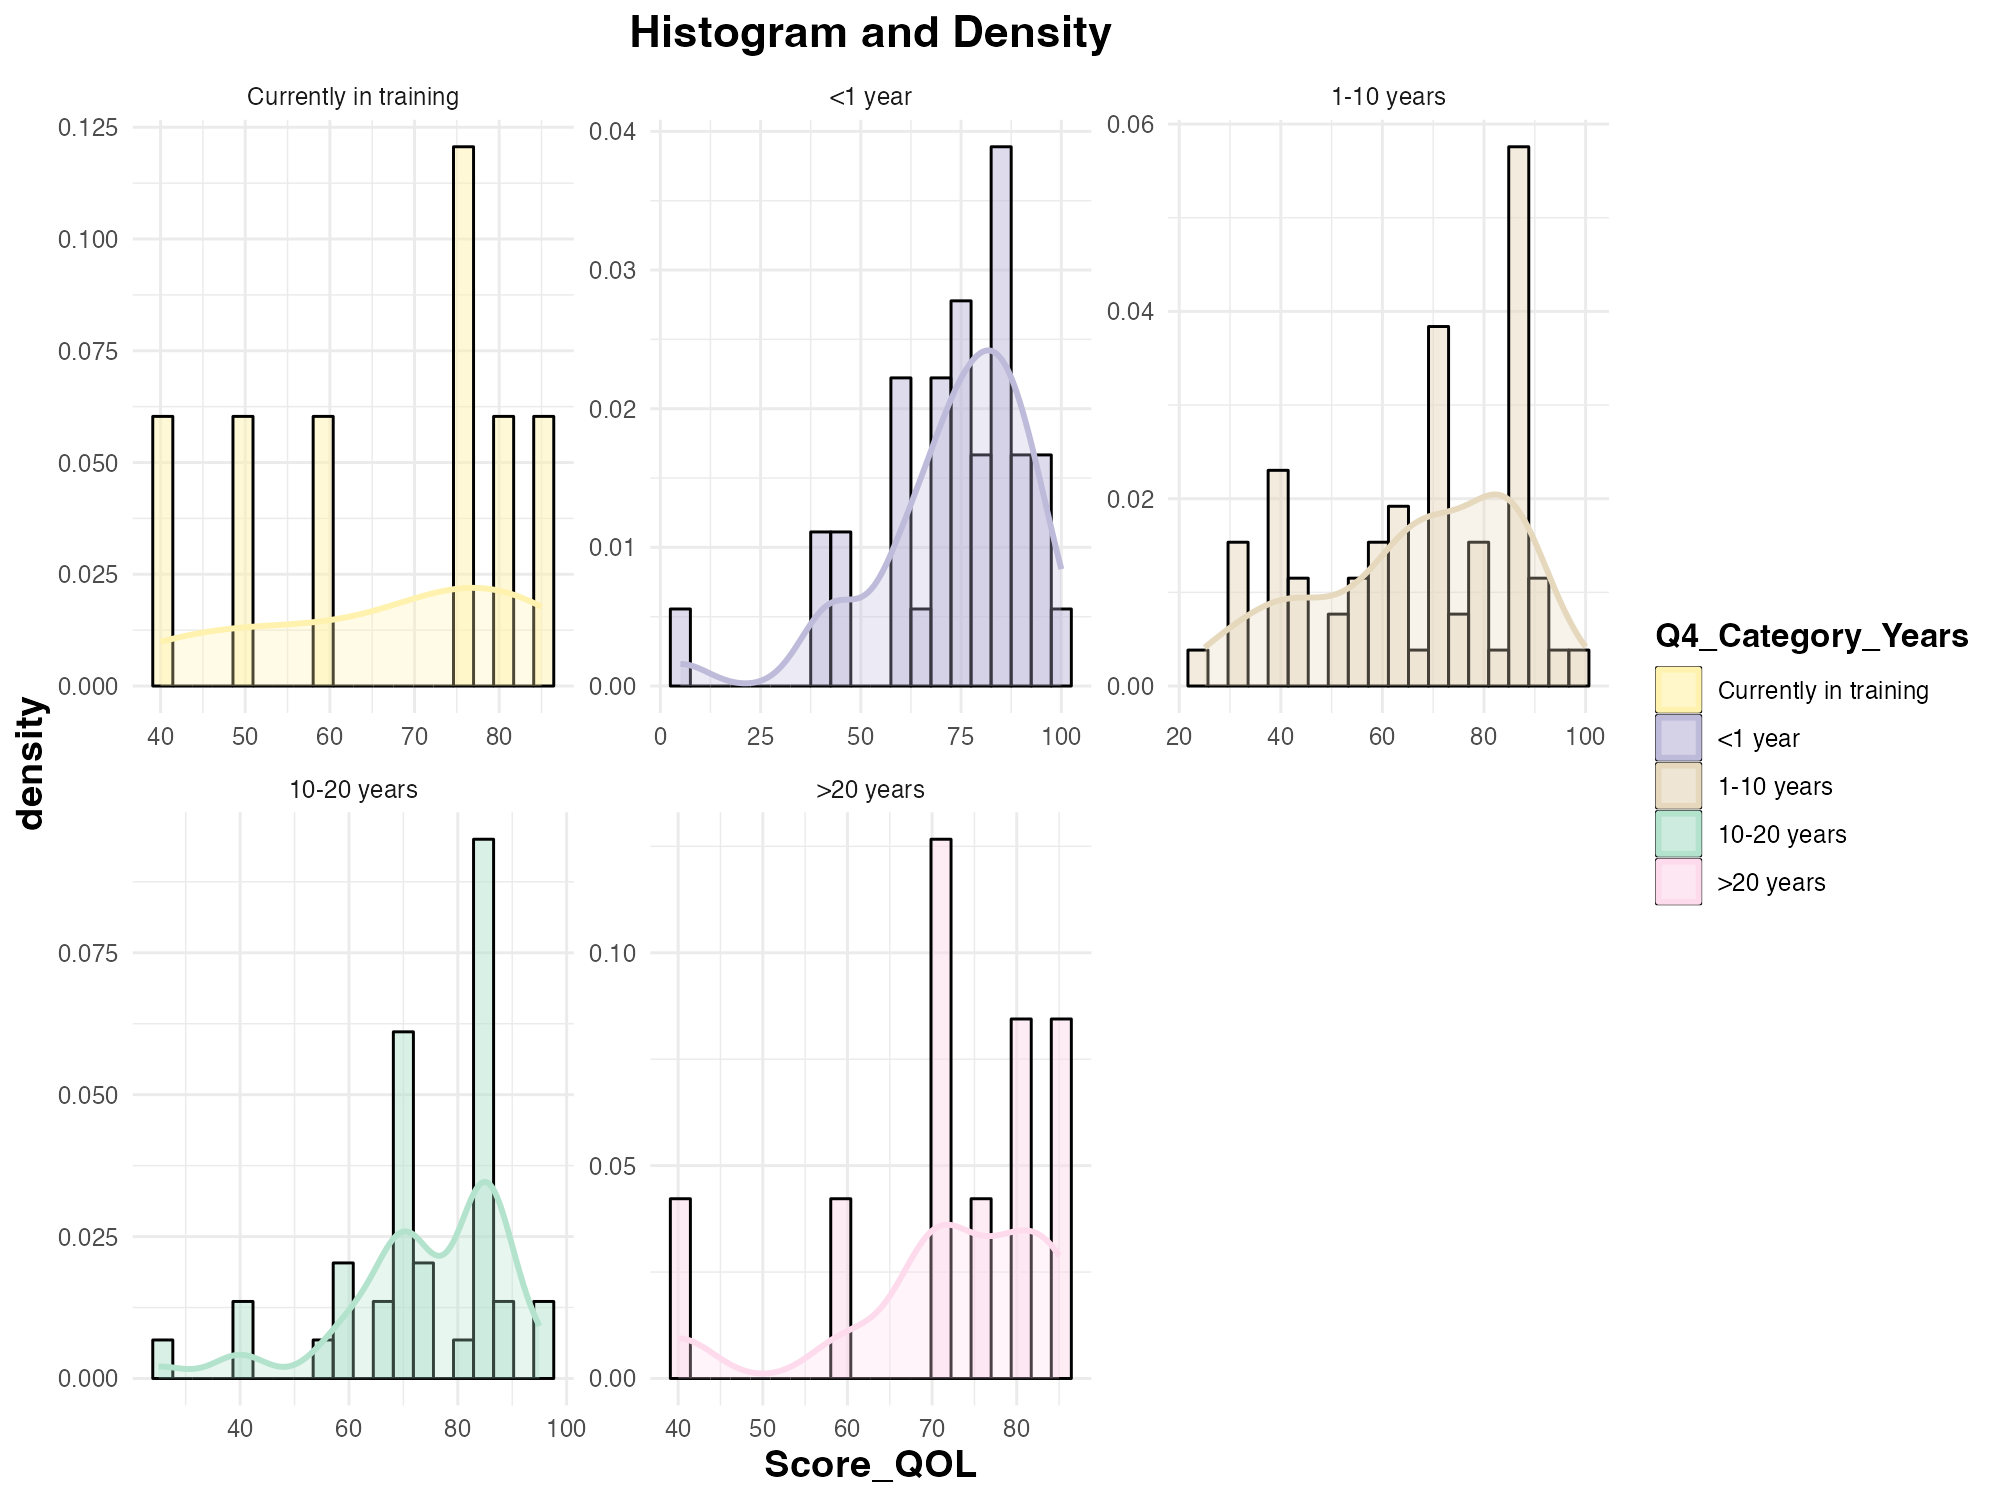 Histogram and Density
Currently in training
<1 year
1-10 years
0.125
0.100
0.075
0.050
0.025
0.000
0.04
0.03
0.02
0.01
0.00
0.06
0.04
0.02
0.00
40 50 60 70 80
0 25 50 75 100
20 40 60 80 100
10-20 years
>20 years
0.075
0.050
0.025
0.000
0.10
0.05
0.00
40 60 80 100
40 50 60 70 80
density
Score_QOL
Q4_Category_Years
Currently in training
<1 year
1-10 years
10-20 years
>20 years